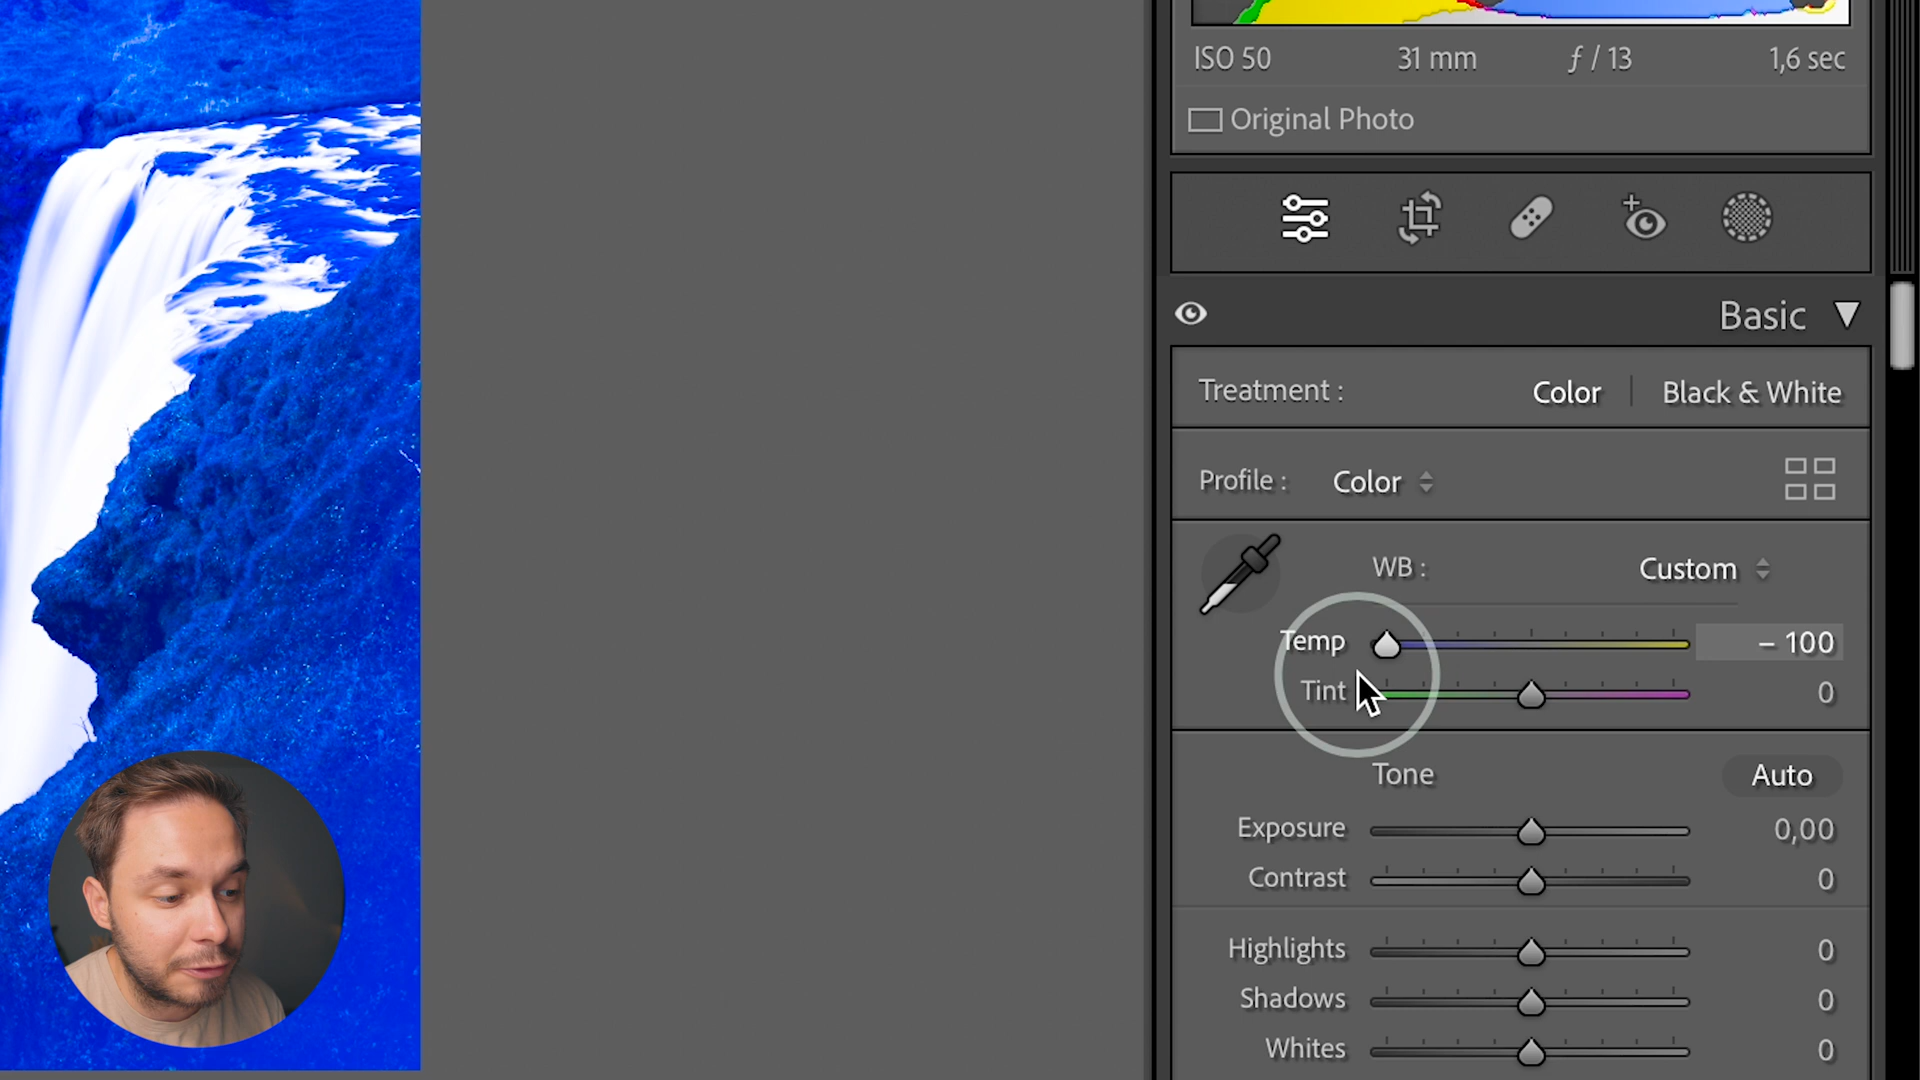 ISO 50 31 mm ƒ / 13 1,6 sec
Original Photo
Basic
Treatment : Color Black & White
Profile : Color
WB : Custom
Temp – 100
Tint 0
Tone Auto
Exposure 0,00
Contrast 0
Highlights 0
Shadows 0
Whites 0